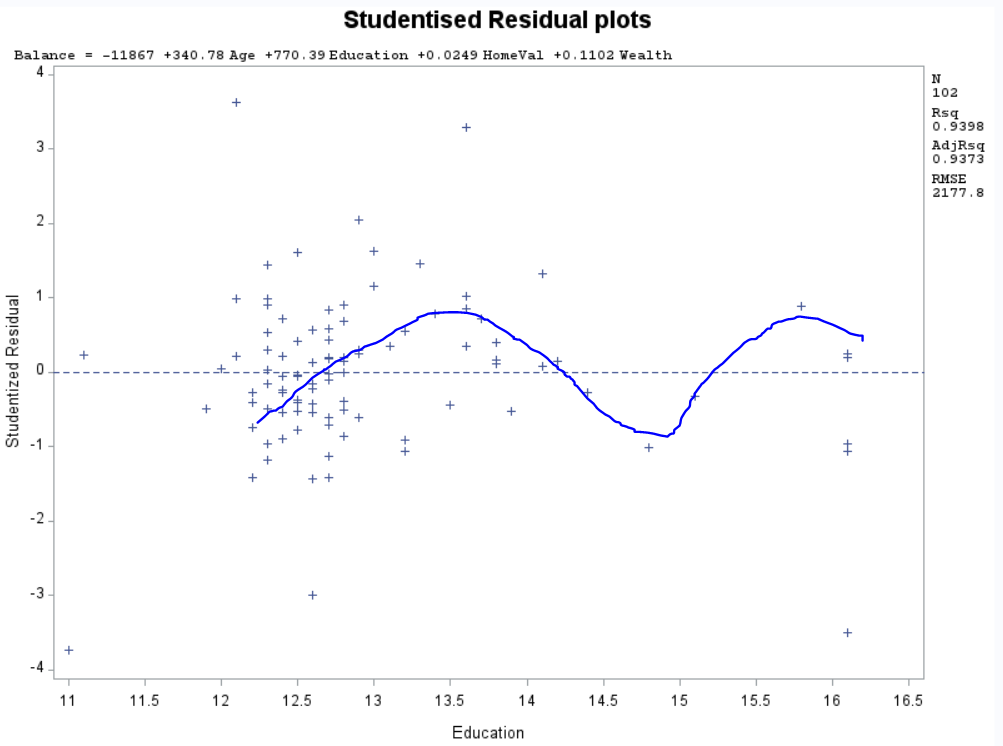 Studentised Residual plots
Balance = -11867 +340.78 Age +770.39 Education +0.0249 HomeVal +0.1102 Wealth
N
102
Rsq
0.9398
AdjRsq
0.9373
RMSE
2177.8
Studentized Residual
4
3
2
1
0
-1
-2
-3
-4
11 11.5 12 12.5 13 13.5 14 14.5 15 15.5 16 16.5
Education